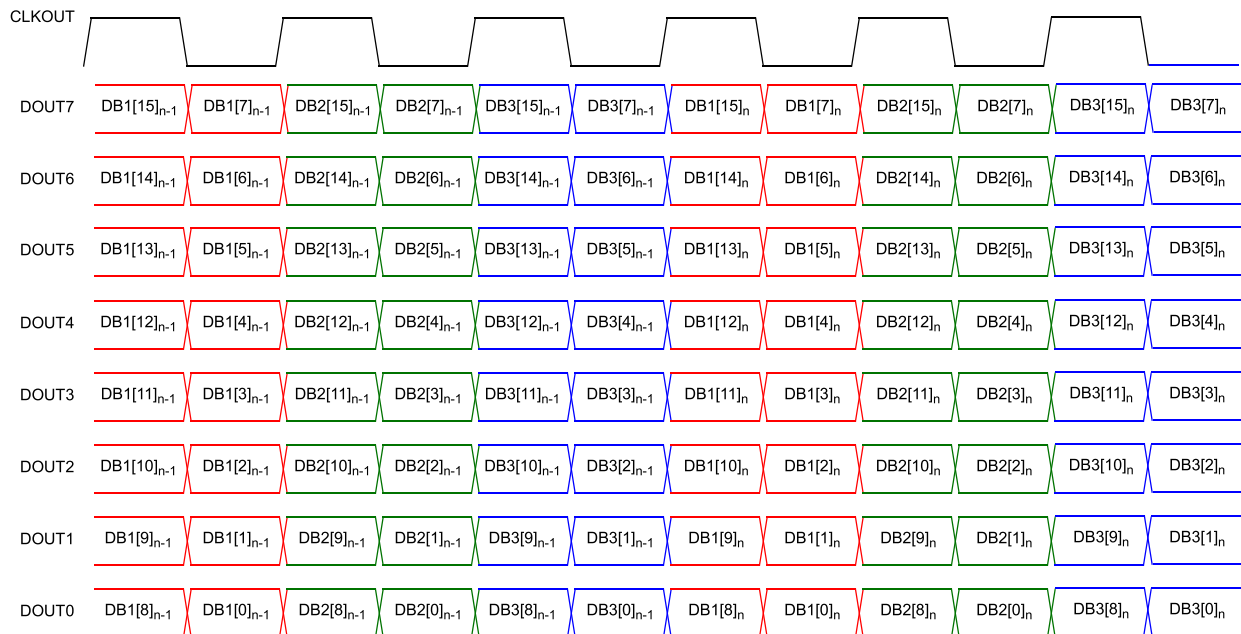 CLKOUT
DOUT7 DB1[15]n-1 DB1[7]n-1 DB2[15]n-1 DB2[7]n-1 DB3[15]n-1 DB3[7]n-1 DB1[15]n DB1[7]n DB2[15]n DB2[7]n DB3[15]n DB3[7]n
DOUT6 DB1[14]n-1 DB1[6]n-1 DB2[14]n-1 DB2[6]n-1 DB3[14]n-1 DB3[6]n-1 DB1[14]n DB1[6]n DB2[14]n DB2[6]n DB3[14]n DB3[6]n
DOUT5 DB1[13]n-1 DB1[5]n-1 DB2[13]n-1 DB2[5]n-1 DB3[13]n-1 DB3[5]n-1 DB1[13]n DB1[5]n DB2[13]n DB2[5]n DB3[13]n DB3[5]n
DOUT4 DB1[12]n-1 DB1[4]n-1 DB2[12]n-1 DB2[4]n-1 DB3[12]n-1 DB3[4]n-1 DB1[12]n DB1[4]n DB2[12]n DB2[4]n DB3[12]n DB3[4]n
DOUT3 DB1[11]n-1 DB1[3]n-1 DB2[11]n-1 DB2[3]n-1 DB3[11]n-1 DB3[3]n-1 DB1[11]n DB1[3]n DB2[11]n DB2[3]n DB3[11]n DB3[3]n
DOUT2 DB1[10]n-1 DB1[2]n-1 DB2[10]n-1 DB2[2]n-1 DB3[10]n-1 DB3[2]n-1 DB1[10]n DB1[2]n DB2[10]n DB2[2]n DB3[10]n DB3[2]n
DOUT1 DB1[9]n-1 DB1[1]n-1 DB2[9]n-1 DB2[1]n-1 DB3[9]n-1 DB3[1]n-1 DB1[9]n DB1[1]n DB2[9]n DB2[1]n DB3[9]n DB3[1]n
DOUT0 DB1[8]n-1 DB1[0]n-1 DB2[8]n-1 DB2[0]n-1 DB3[8]n-1 DB3[0]n-1 DB1[8]n DB1[0]n DB2[8]n DB2[0]n DB3[8]n DB3[0]n